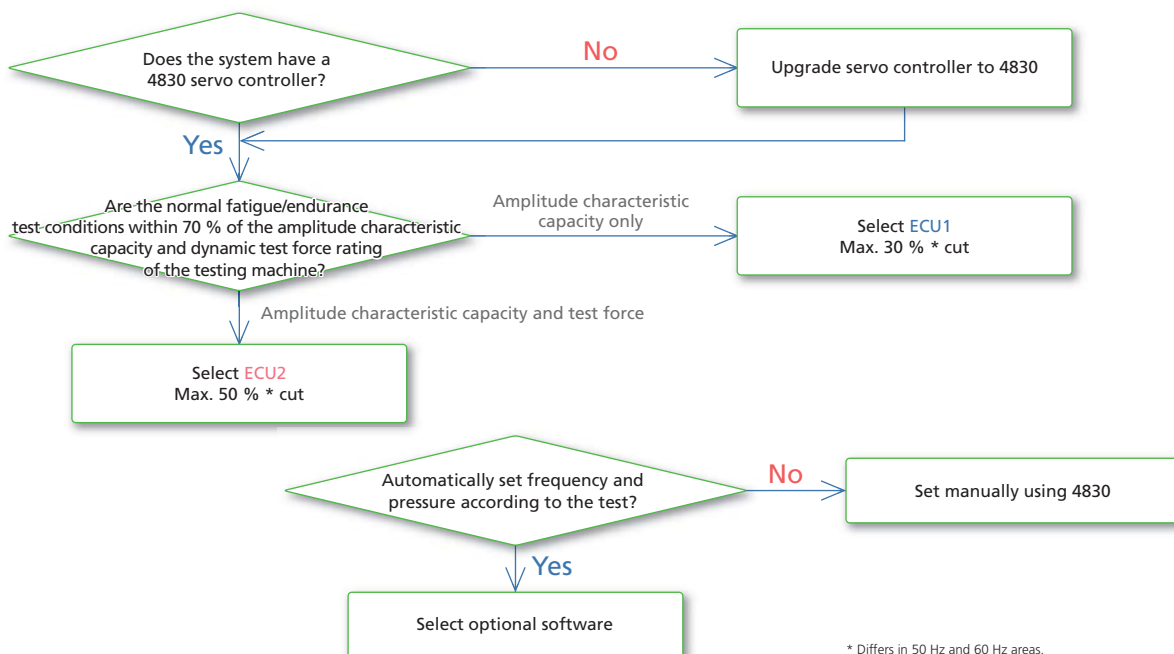 Does the system have a
4830 servo controller?
No
Upgrade servo controller to 4830
Yes
Are the normal fatigue/endurance
test conditions within 70 % of the amplitude characteristic
capacity and dynamic test force rating
of the testing machine?
Amplitude characteristic
capacity only
Select ECU1
Max. 30 % * cut
Amplitude characteristic capacity and test force
Select ECU2
Max. 50 % * cut
Automatically set frequency and
pressure according to the test?
No
Set manually using 4830
Yes
Select optional software
* Differs in 50 Hz and 60 Hz areas.